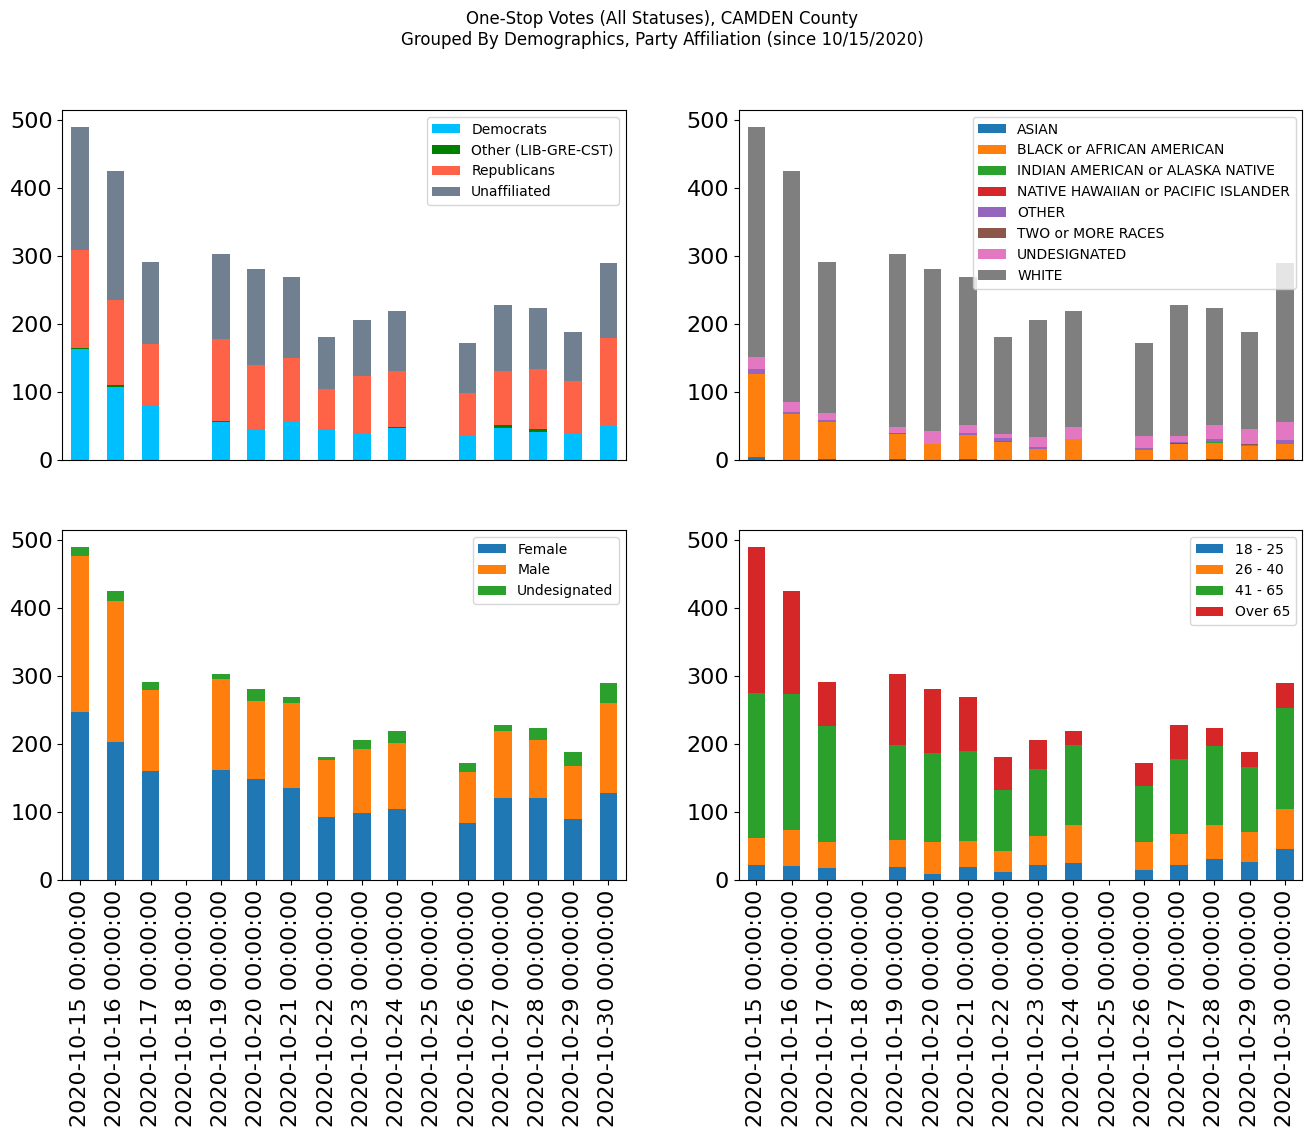 One-Stop Votes (All Statuses), CAMDEN County
Grouped By Demographics, Party Affiliation (since 10/15/2020)
500
400
300
200
100
0
Democrats
Other (LIB-GRE-CST)
Republicans
Unaffiliated
500
400
300
200
100
0
ASIAN
BLACK or AFRICAN AMERICAN
INDIAN AMERICAN or ALASKA NATIVE
NATIVE HAWAIIAN or PACIFIC ISLANDER
OTHER
TWO or MORE RACES
UNDESIGNATED
WHITE
500
400
300
200
100
0
Female
Male
Undesignated
2020-10-15 00:00:00
2020-10-16 00:00:00
2020-10-17 00:00:00
2020-10-18 00:00:00
2020-10-19 00:00:00
2020-10-20 00:00:00
2020-10-21 00:00:00
2020-10-22 00:00:00
2020-10-23 00:00:00
2020-10-24 00:00:00
2020-10-25 00:00:00
2020-10-26 00:00:00
2020-10-27 00:00:00
2020-10-28 00:00:00
2020-10-29 00:00:00
2020-10-30 00:00:00
500
400
300
200
100
0
18 - 25
26 - 40
41 - 65
Over 65
2020-10-15 00:00:00
2020-10-16 00:00:00
2020-10-17 00:00:00
2020-10-18 00:00:00
2020-10-19 00:00:00
2020-10-20 00:00:00
2020-10-21 00:00:00
2020-10-22 00:00:00
2020-10-23 00:00:00
2020-10-24 00:00:00
2020-10-25 00:00:00
2020-10-26 00:00:00
2020-10-27 00:00:00
2020-10-28 00:00:00
2020-10-29 00:00:00
2020-10-30 00:00:00